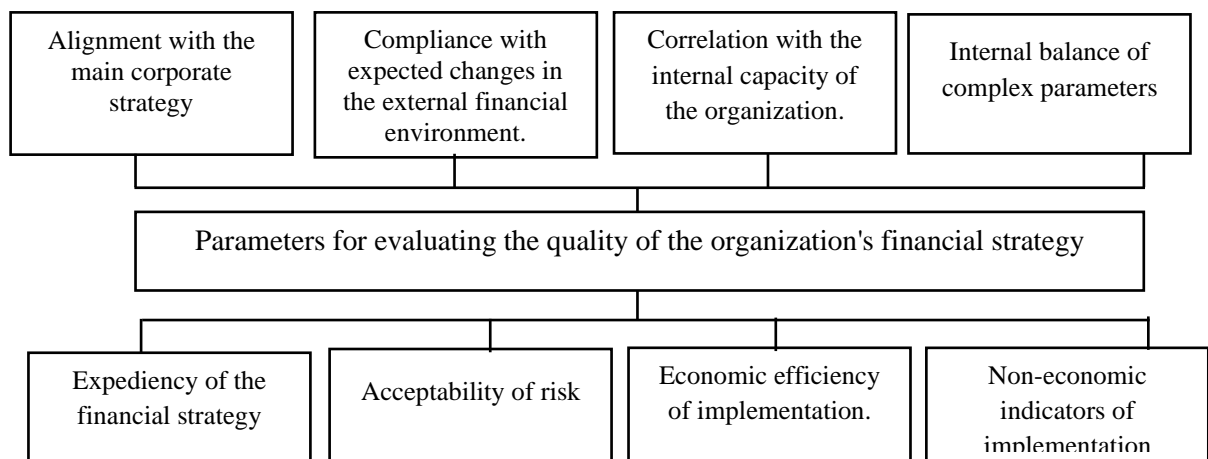 Alignment with the
main corporate
strategy
Compliance with
expected changes in
the external financial
environment.
Correlation with the
internal capacity of
the organization.
Internal balance of
complex parameters
Parameters for evaluating the quality of the organization's financial strategy
Expediency of the
financial strategy
Acceptability of risk
Economic efficiency
of implementation.
Non-economic
indicators of
implementation